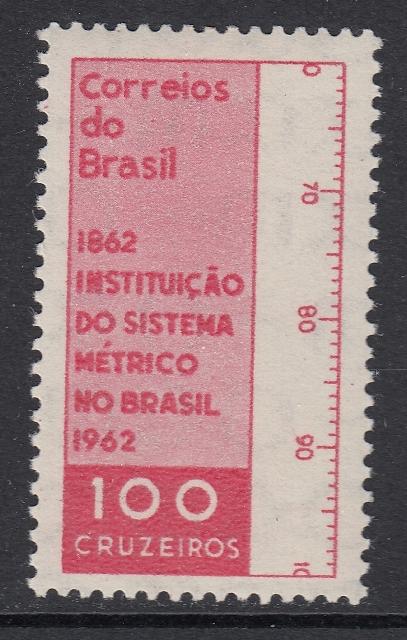 Correios
do
Brasil
1862
INSTITUIÇÃO
DO SISTEMA
MÉTRICO
NO BRASIL
1962
100
CRUZEIROS
70
80
90